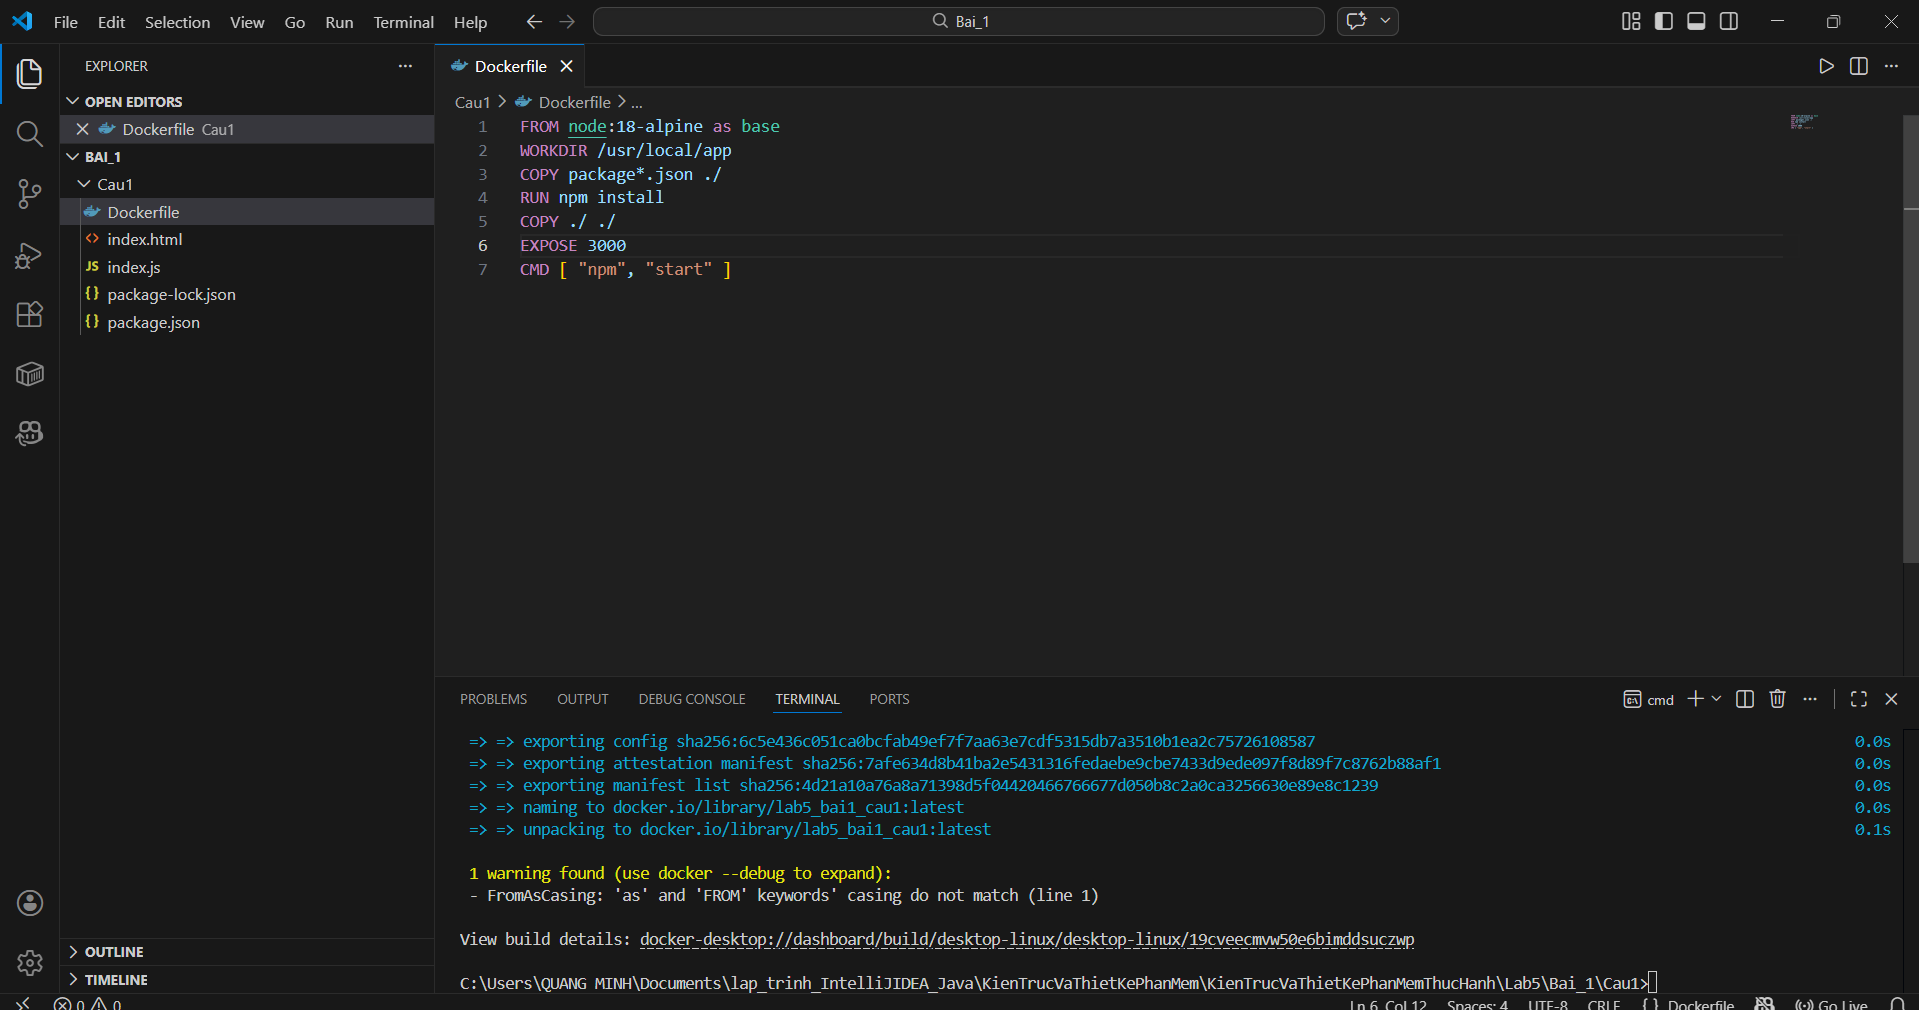 File Edit Selection View Go Run Terminal Help
Bai_1
EXPLORER
OPEN EDITORS
Dockerfile Cau1
BAI_1
Cau1
Dockerfile
index.html
JS index.js
{} package-lock.json
{} package.json
OUTLINE
TIMELINE
Dockerfile
Cau1 > Dockerfile > ...
1 FROM node:18-alpine as base
2 WORKDIR /usr/local/app
3 COPY package*.json ./
4 RUN npm install
5 COPY ./ ./
6 EXPOSE 3000
7 CMD [ "npm", "start" ]
PROBLEMS OUTPUT DEBUG CONSOLE TERMINAL PORTS
cmd
=> => exporting config sha256:6c5e436c051ca0bcfab49ef7f7aa63e7cdf5315db7a3510b1ea2c75726108587 0.0s
=> => exporting attestation manifest sha256:7afe634d8b41ba2e5431316fedaebe9cbe7433d9ede097f8d89f7c8762b88af1 0.0s
=> => exporting manifest list sha256:4d21a10a76a8a71398d5f04420466766677d050b8c2a0ca3256630e89e8c1239 0.0s
=> => naming to docker.io/library/lab5_bai1_cau1:latest 0.0s
=> => unpacking to docker.io/library/lab5_bai1_cau1:latest 0.1s
1 warning found (use docker --debug to expand):
- FromAsCasing: 'as' and 'FROM' keywords' casing do not match (line 1)
View build details: docker-desktop://dashboard/build/desktop-linux/desktop-linux/19cveecmvw50e6bimddsuczwp
C:\Users\QUANG MINH\Documents\lap_trinh_IntelliJIDEA_Java\KienTrucVaThietKePhanMem\KienTrucVaThietKePhanMemThucHanh\Lab5\Bai_1\Cau1>
0 0
Ln 6, Col 12 Spaces: 4 UTF-8 CRLF {} Dockerfile Go Live